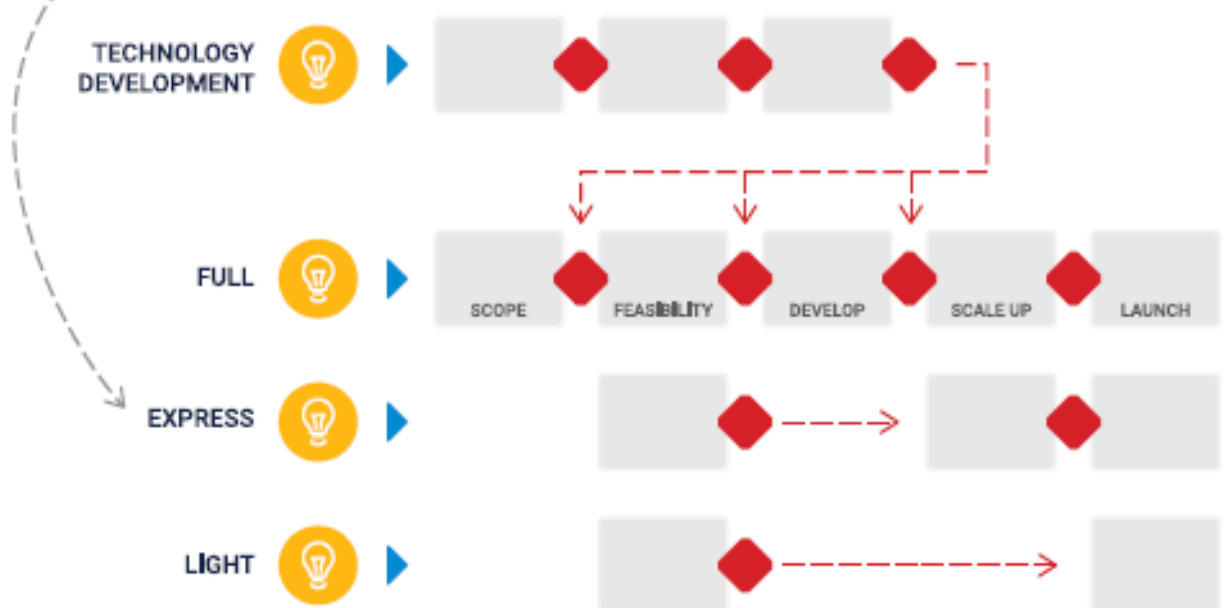 TECHNOLOGY
DEVELOPMENT
FULL
SCOPE
FEASIBILITY
DEVELOP
SCALE UP
LAUNCH
EXPRESS
LIGHT